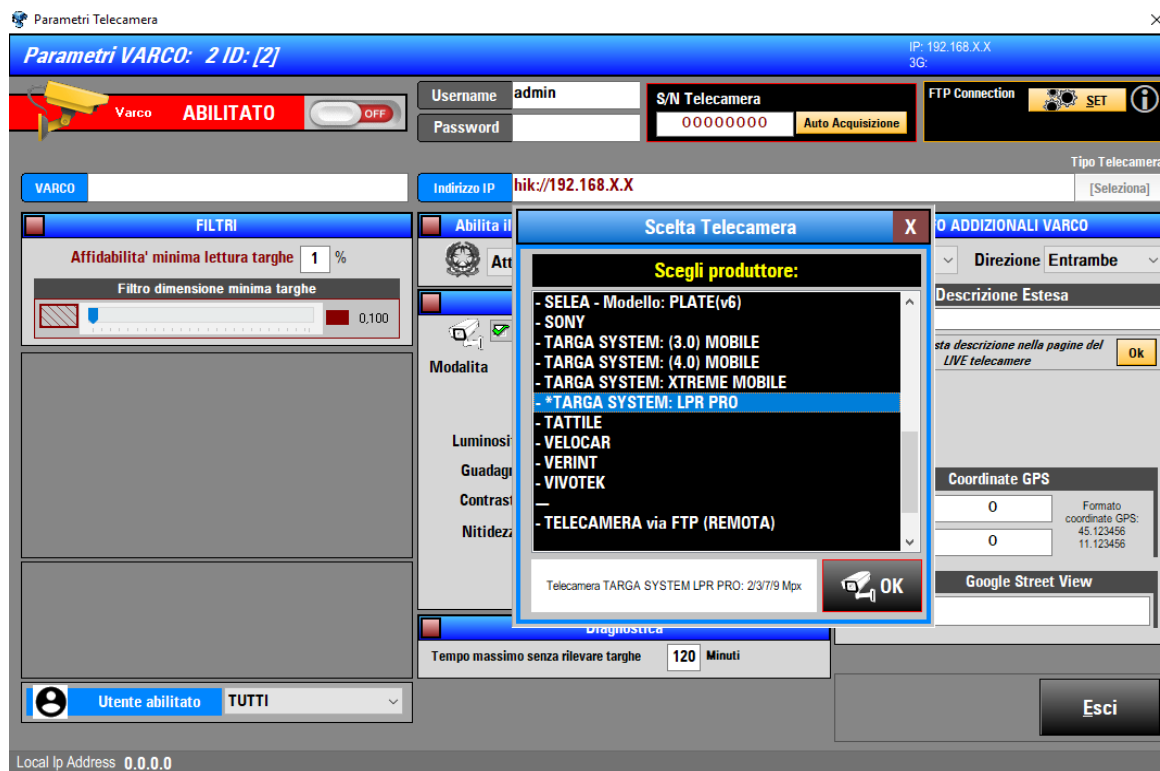 Parametri Telecamera
Parametri VARCO: 2 ID: [2]
IP: 192.168.X.X
3G:
Varco ABILITATO OFF
Username admin
Password
S/N Telecamera
00000000 Auto Acquisizione
FTP Connection SET
Tipo Telecamera
VARCO
Indirizzo IP hik://192.168.X.X [Seleziona]
FILTRI
Affidabilita' minima lettura targhe 1 %
Filtro dimensione minima targhe
0,100
Abilita il
Att
Modalita
Luminosi
Guadag
Contras
Nitidez
Scelta Telecamera X
Scegli produttore:
- SELEA - Modello: PLATE(v6)
- SONY
- TARGA SYSTEM: (3.0) MOBILE
- TARGA SYSTEM: (4.0) MOBILE
- TARGA SYSTEM: XTREME MOBILE
- *TARGA SYSTEM: LPR PRO
- TATTILE
- VELOCAR
- VERINT
- VIVOTEK
—
- TELECAMERA via FTP (REMOTA)
Telecamera TARGA SYSTEM LPR PRO: 2/3/7/9 Mpx
OK
O ADDIZIONALI VARCO
Direzione Entrambe
Descrizione Estesa
sta descrizione nella pagine del
LIVE telecamere
Ok
Coordinate GPS
0
0
Formato
coordinate GPS:
45.123456
11.123456
Google Street View
Diagnostica
Tempo massimo senza rilevare targhe 120 Minuti
Utente abilitato TUTTI
Esci
Local Ip Address 0.0.0.0